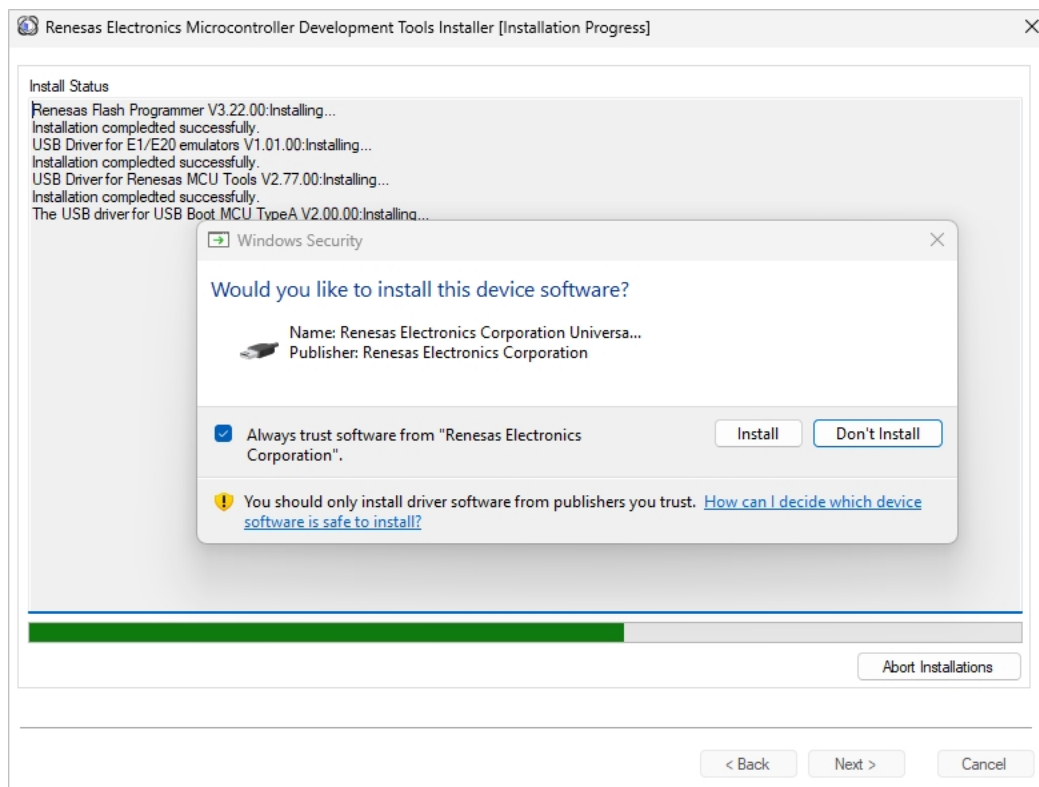 Renesas Electronics Microcontroller Development Tools Installer [Installation Progress]
Install Status
Renesas Flash Programmer V3.22.00:Installing...
Installation compledted successfully.
USB Driver for E1/E20 emulators V1.01.00:Installing...
Installation compledted successfully.
USB Driver for Renesas MCU Tools V2.77.00:Installing...
Installation compledted successfully.
The USB driver for USB Boot MCU TypeA V2.00.00:Installing...
Windows Security
Would you like to install this device software?
Name: Renesas Electronics Corporation Universa...
Publisher: Renesas Electronics Corporation
Always trust software from "Renesas Electronics
Corporation".
Install
Don't Install
You should only install driver software from publishers you trust. How can I decide which device
software is safe to install?
Abort Installations
< Back
Next >
Cancel